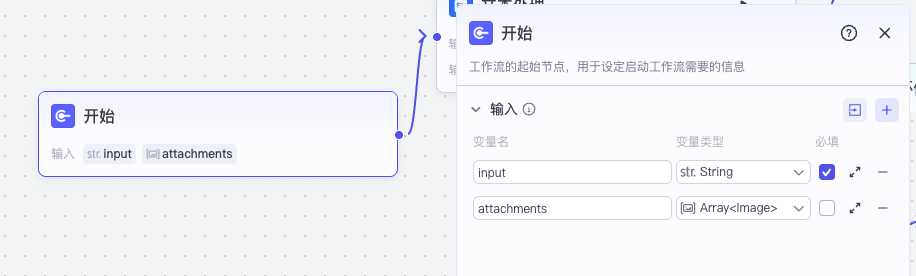 开始
输入 str. input attachments
输
输
开始
工作流的起始节点，用于设定启动工作流需要的信息
输入
变量名 变量类型 必填
input str. String
attachments Array<Image>